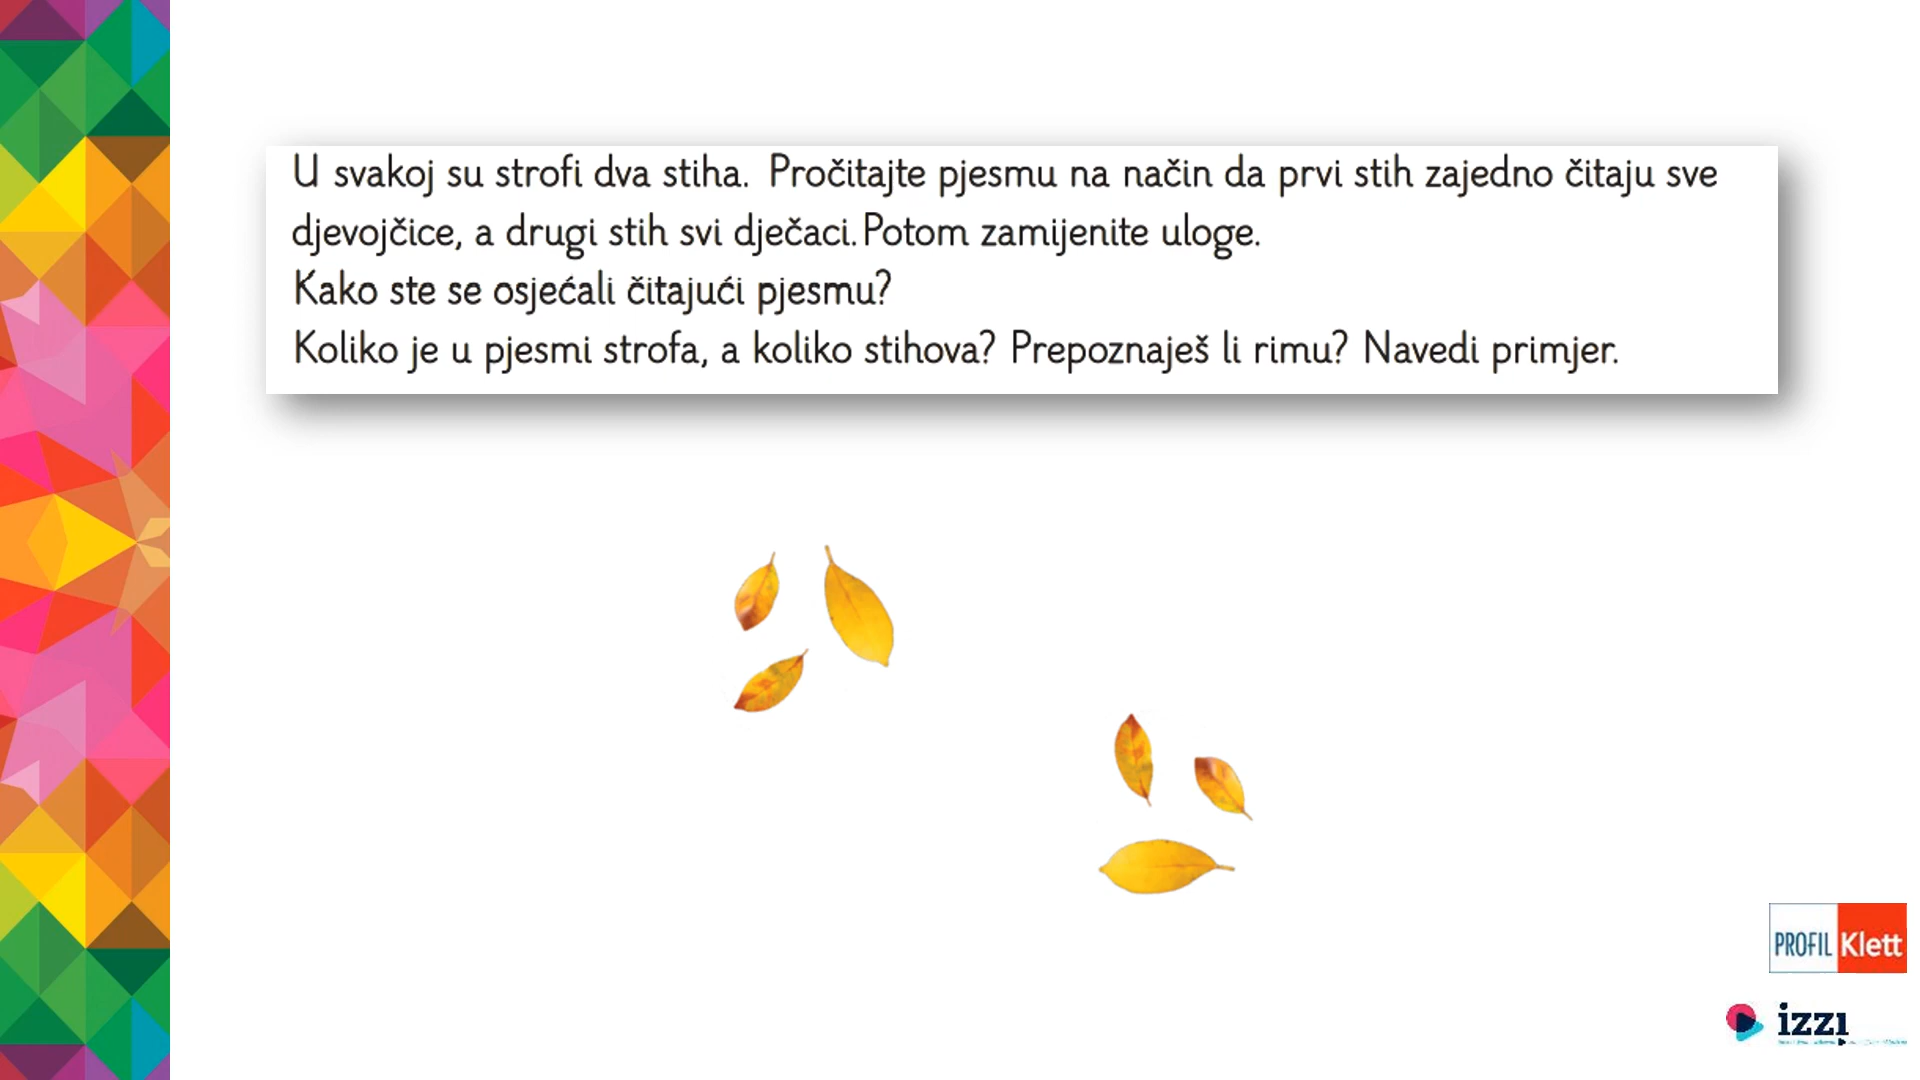 U svakoj su strofi dva stiha. Pročitajte pjesmu na način da prvi stih zajedno čitaju sve
djevojčice, a drugi stih svi dječaci. Potom zamijenite uloge.
Kako ste se osjećali čitajući pjesmu?
Koliko je u pjesmi strofa, a koliko stihova? Prepoznaješ li rimu? Navedi primjer.
PROFIL Klett
izzi